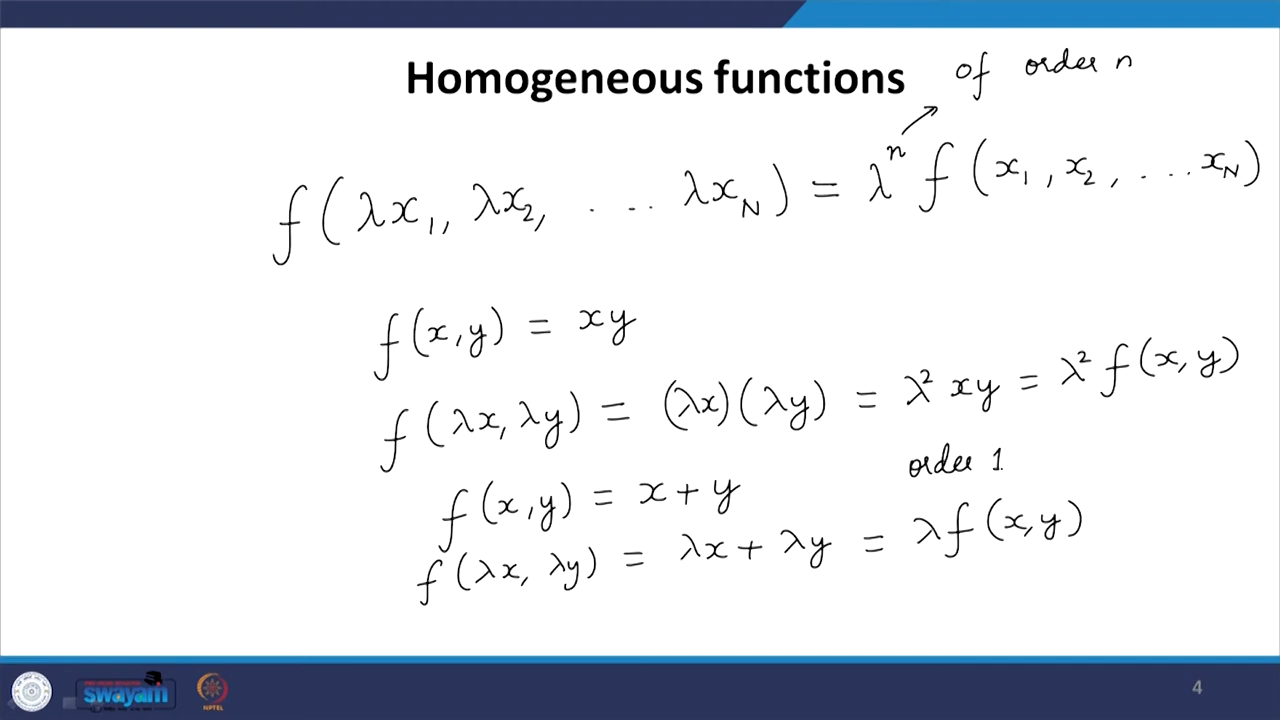 Homogeneous functions of order n
f(λx₁, λx₂, . ... λx_N) = λⁿ f(x₁, x₂, . ... x_N)
f(x,y) = xy
f(λx, λy) = (λx)(λy) = λ² xy = λ² f(x,y)
order 1
f(x,y) = x + y
f(λx, λy) = λx + λy = λf(x,y)
swayam
NPTEL
4